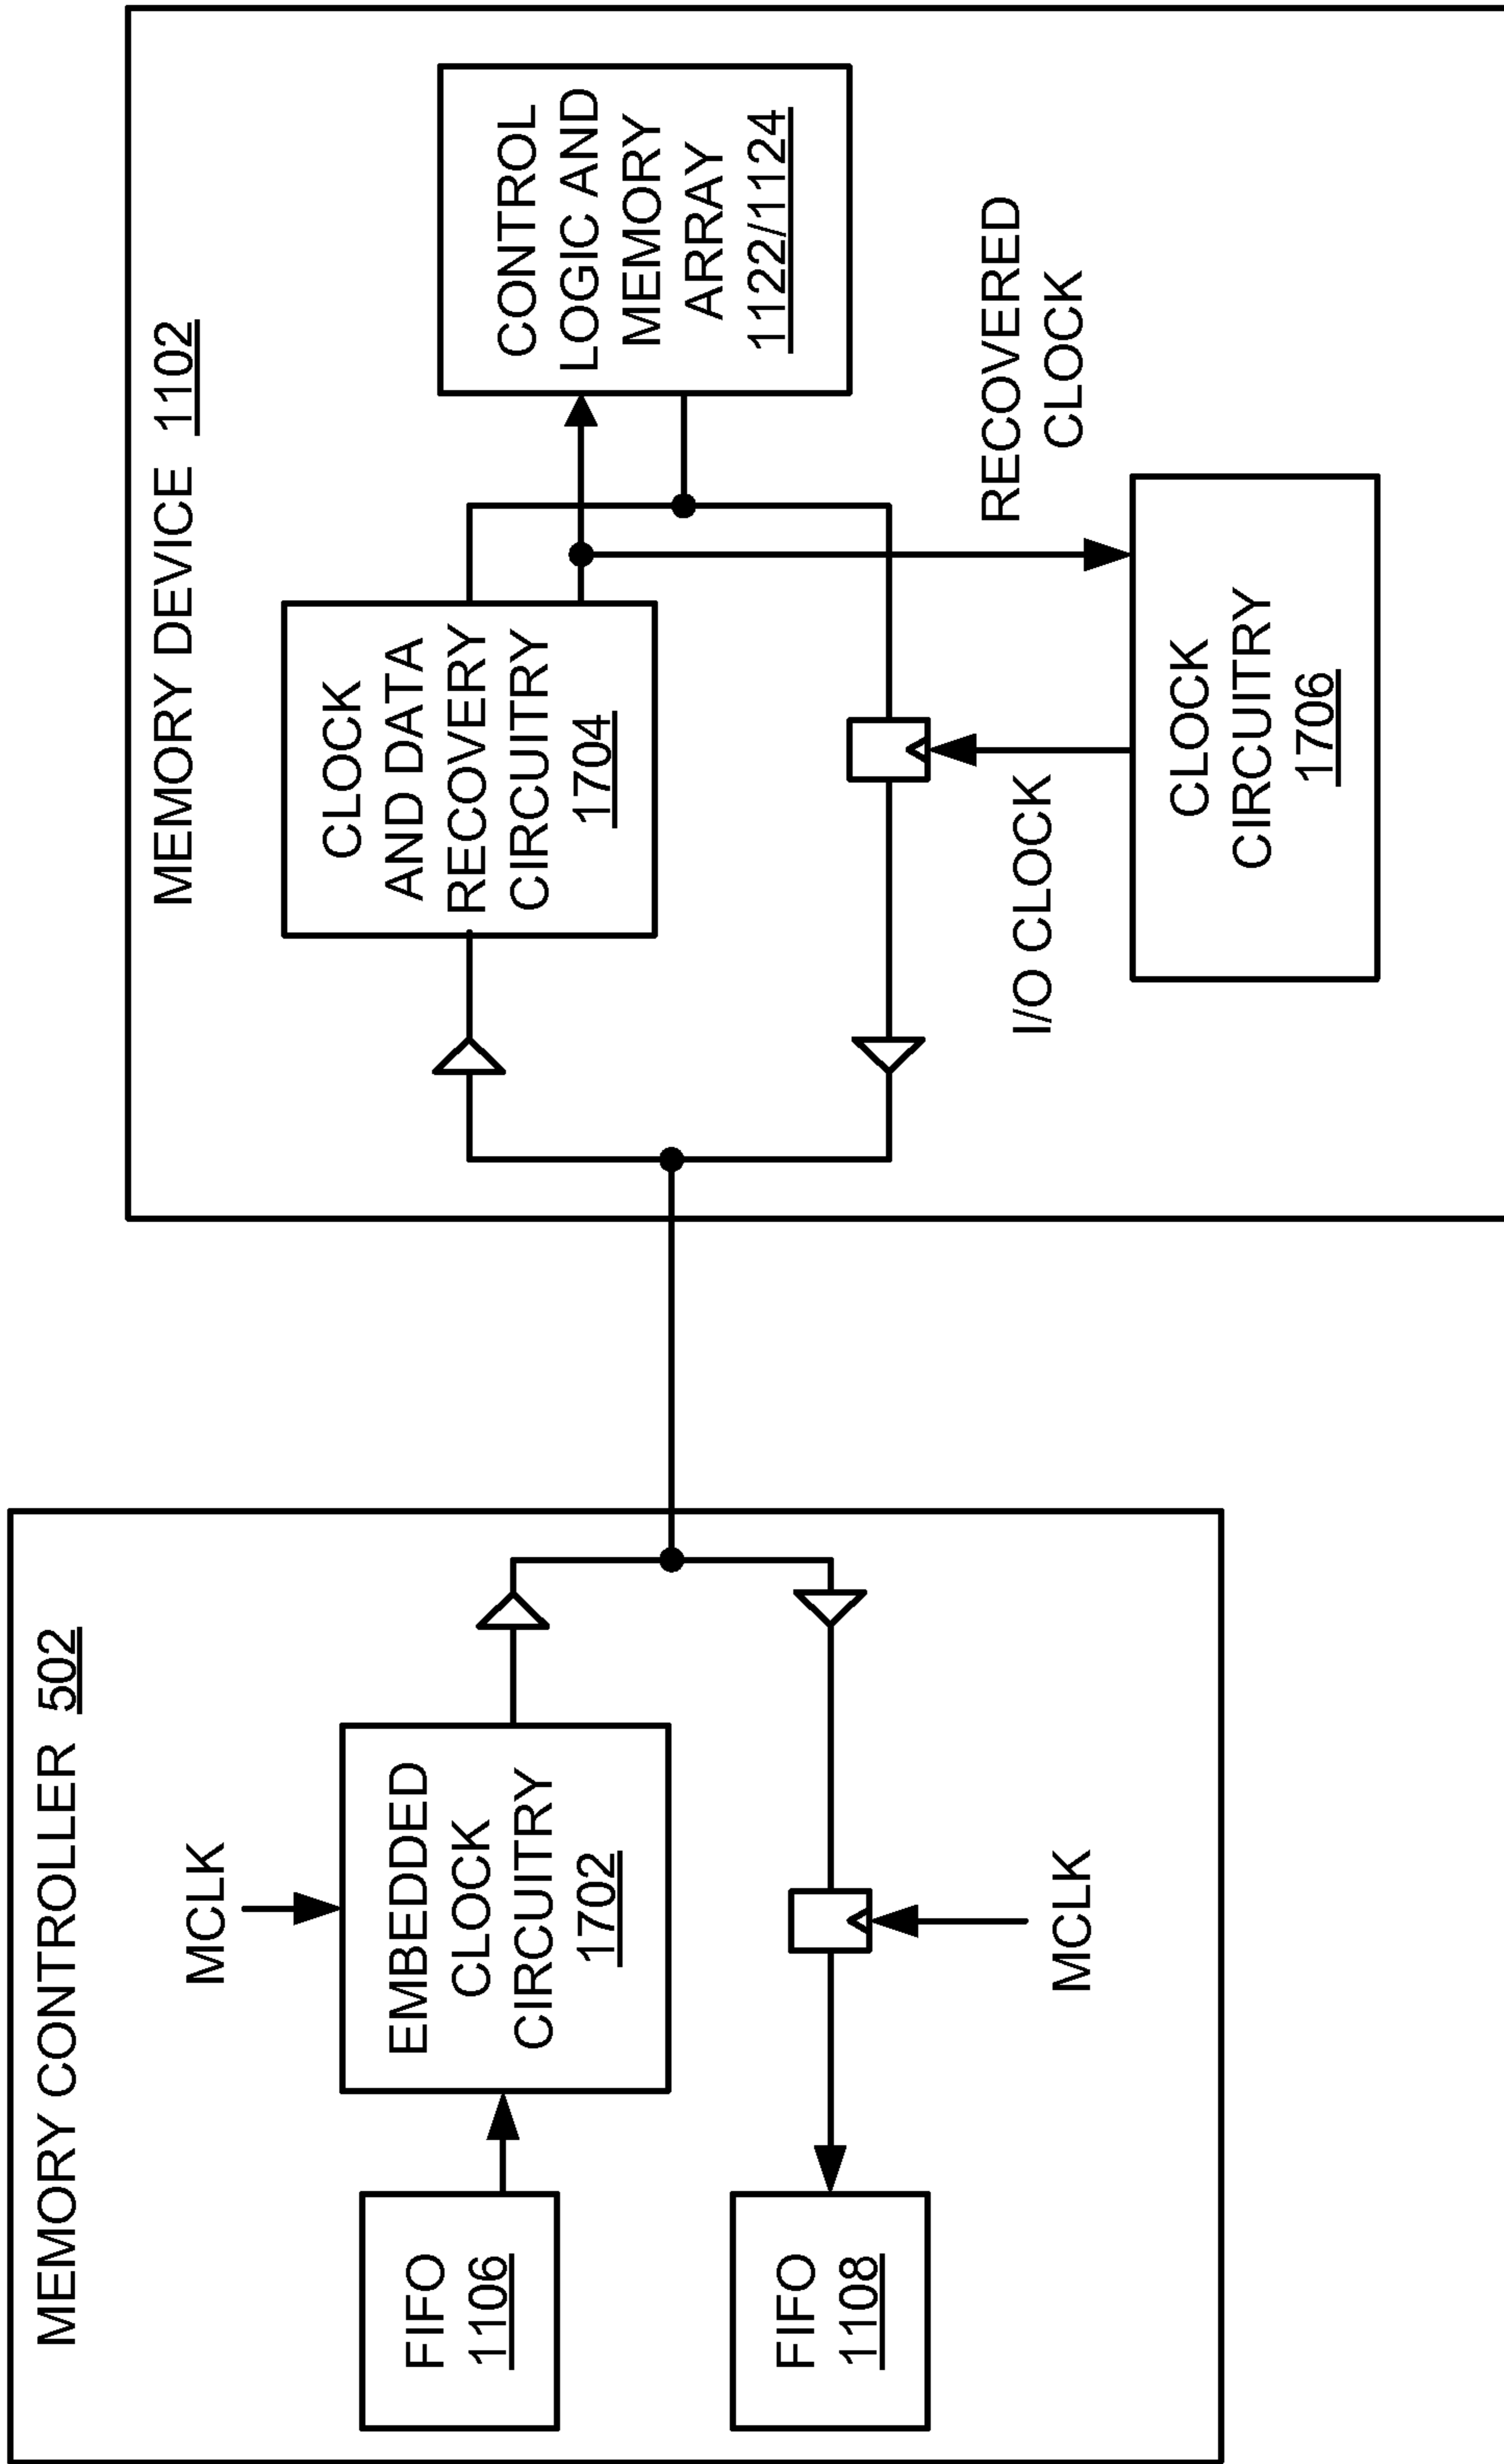 MEMORY CONTROLLER 502
MCLK
EMBEDDED
CLOCK
CIRCUITRY
1702
FIFO
1106
FIFO
1108
MCLK
MEMORY DEVICE 1102
CLOCK
AND DATA
RECOVERY
CIRCUITRY
1704
CONTROL
LOGIC AND
MEMORY
ARRAY
1122/1124
RECOVERED
CLOCK
I/O CLOCK
CLOCK
CIRCUITRY
1706